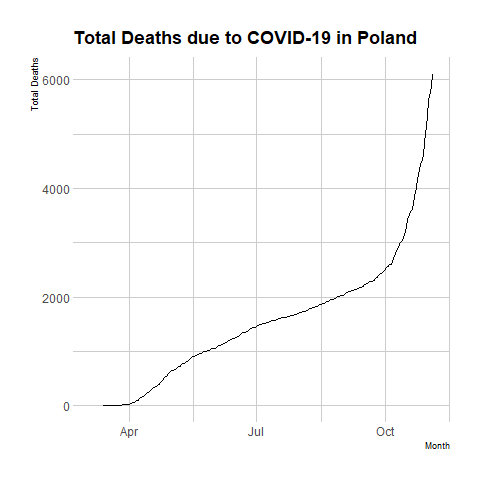 Total Deaths due to COVID-19 in Poland
Total Deaths
6000
4000
2000
0
Apr
Jul
Oct
Month